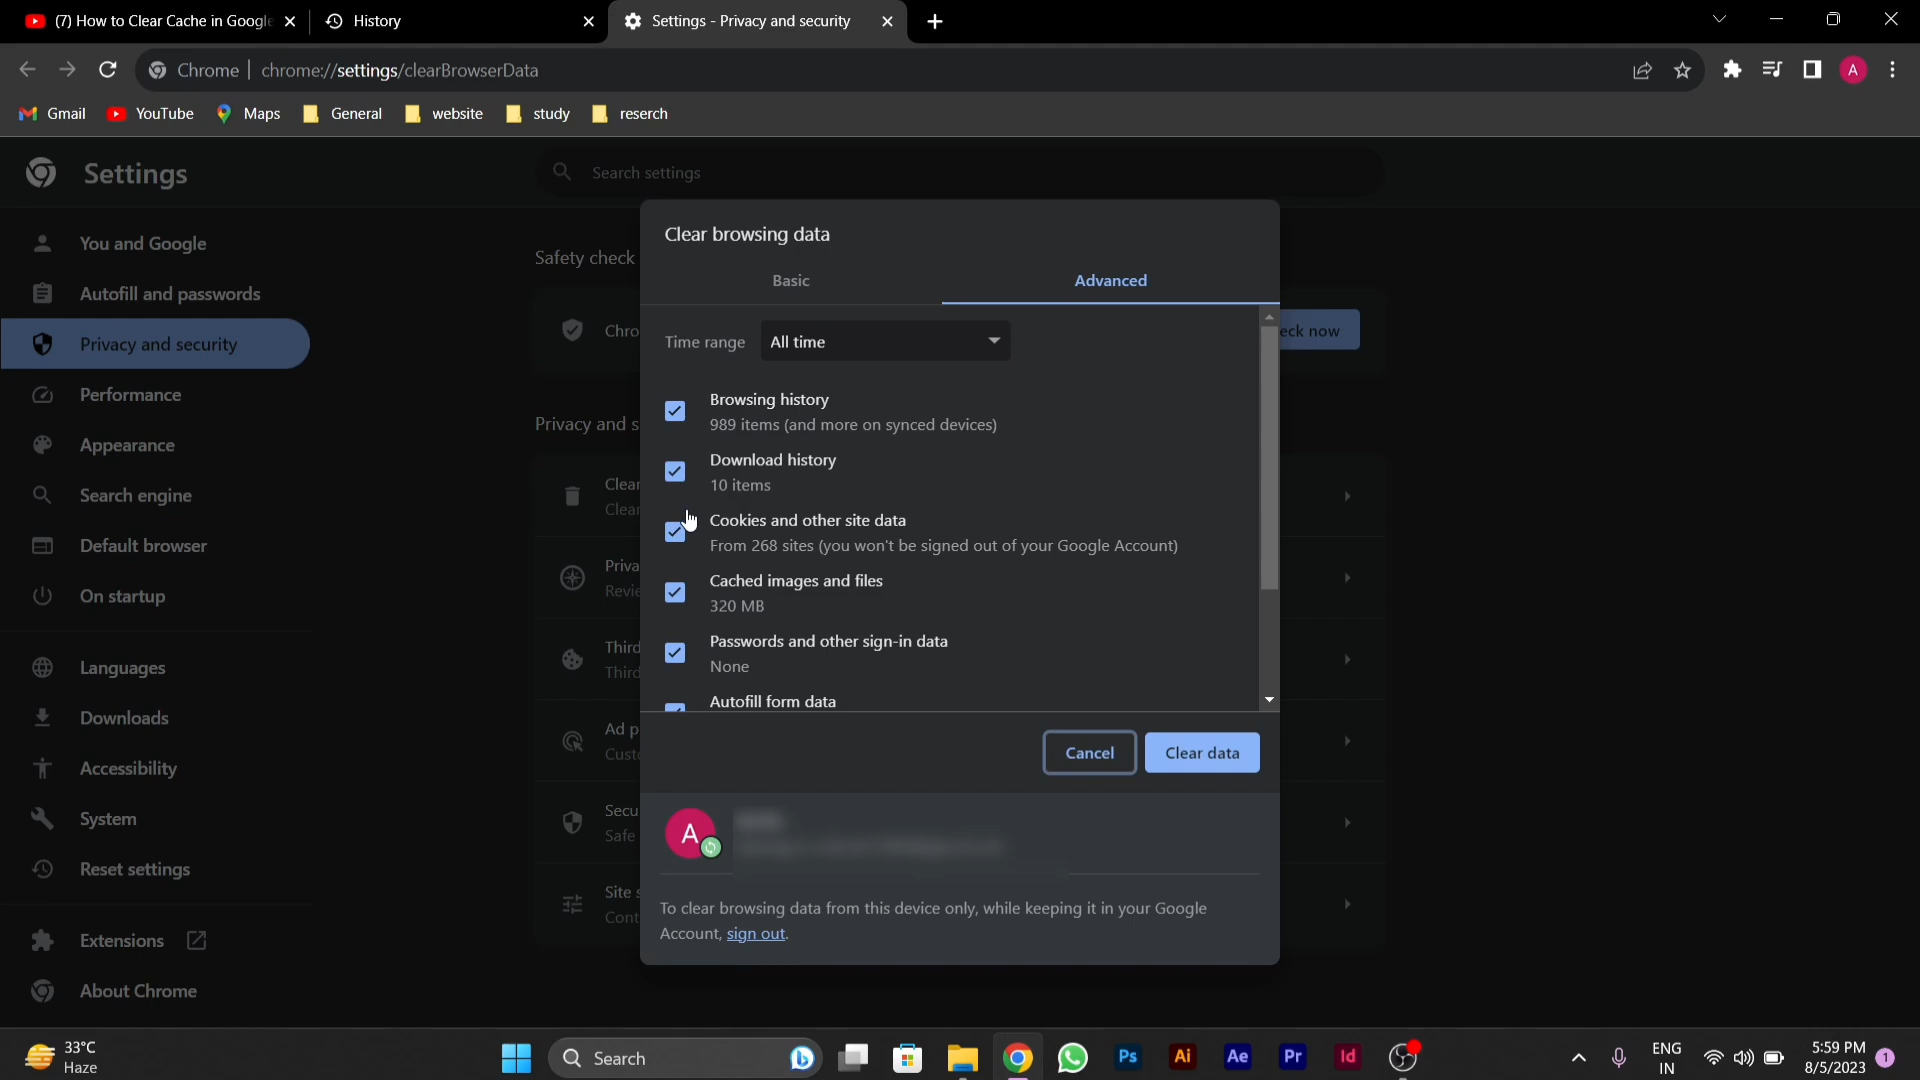 (7) How to Clear Cache in Google
History
Settings - Privacy and security
Chrome
chrome://settings/clearBrowserData
A
Gmail
YouTube
Maps
General
website
study
reserch
Settings
Search settings
You and Google
Autofill and passwords
Privacy and security
Performance
Appearance
Search engine
Default browser
On startup
Languages
Downloads
Accessibility
System
Reset settings
Extensions
About Chrome
Safety check
Chro
eck now
Privacy and s
Clear
Clear
Priva
Revie
Third
Third
Ad p
Custo
Secu
Safe
Site s
Cont
Clear browsing data
Basic
Advanced
Time range
All time
Browsing history
989 items (and more on synced devices)
Download history
10 items
Cookies and other site data
From 268 sites (you won't be signed out of your Google Account)
Cached images and files
320 MB
Passwords and other sign-in data
None
Autofill form data
Cancel
Clear data
A
To clear browsing data from this device only, while keeping it in your Google
Account, sign out.
33°C
Haze
Search
Ps
Ai
Ae
Pr
Id
ENG
IN
5:59 PM
8/5/2023
1